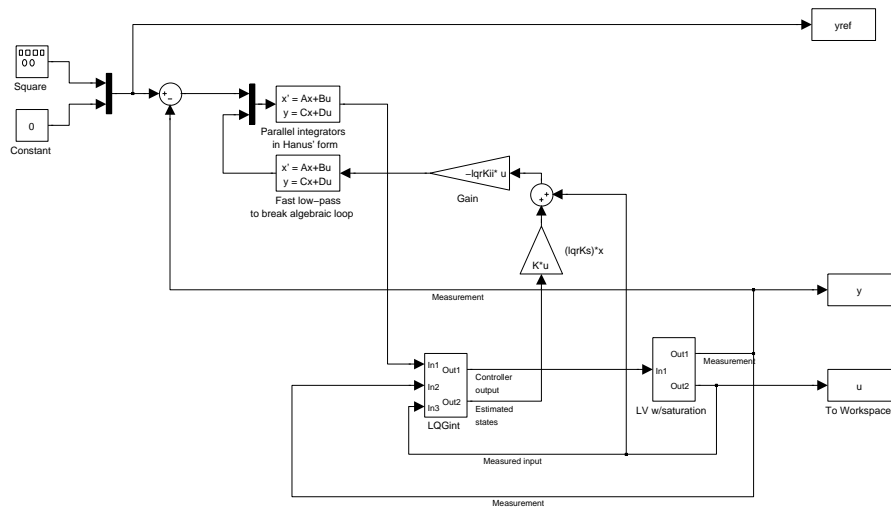 yref
Square
0
Constant
+
−
x' = Ax+Bu
y = Cx+Du
Parallel integrators
in Hanus' form
x' = Ax+Bu
y = Cx+Du
Fast low−pass
to break algebraic loop
−lqrKii* u
Gain
+
+
(lqrKs)*x
K*u
Measurement
y
In1
In2
In3
Out1
Out2
LQGint
Controller
output
Estimated
states
In1
Out1
Out2
LV w/saturation
Measurement
u
To Workspace
Measured input
Measurement